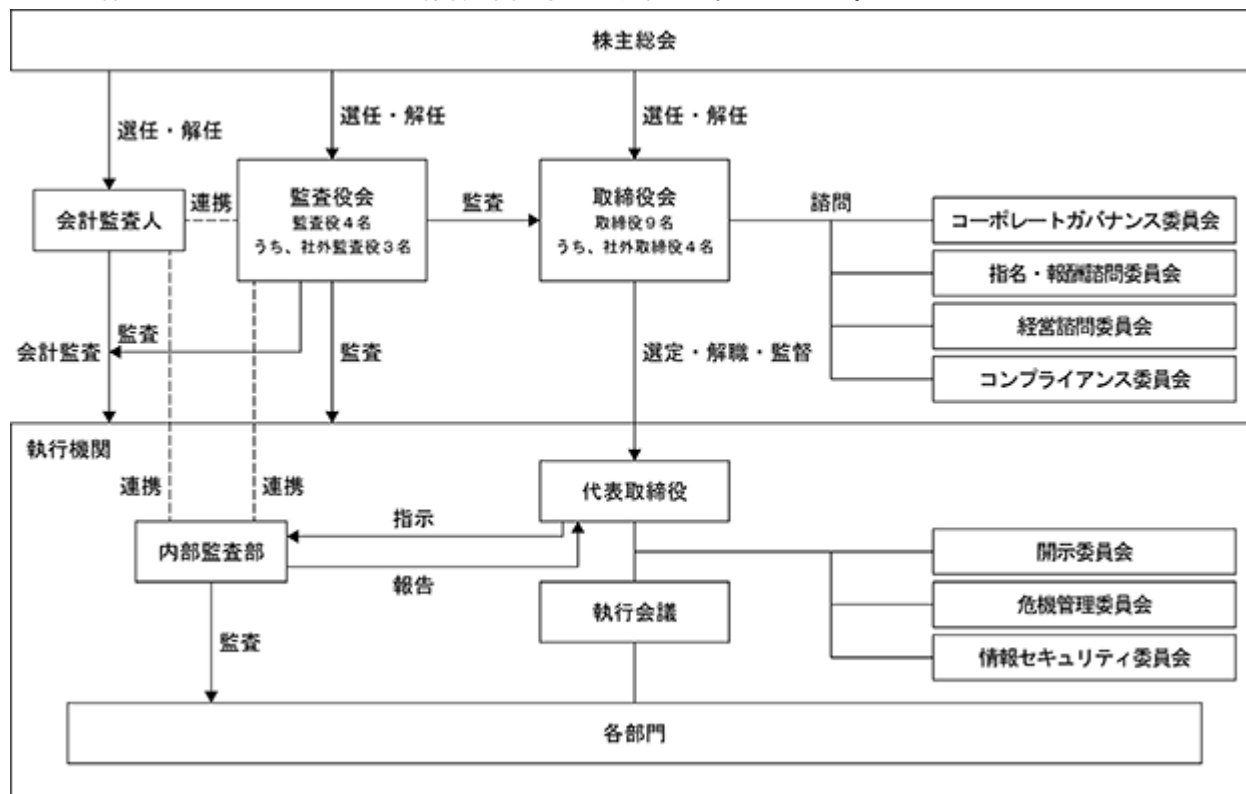 株主総会
選任・解任
選任・解任
選任・解任
会計監査人
連携
監査役会
監査役4名
うち、社外監査役3名
監査
取締役会
取締役9名
うち、社外取締役4名
諮問
コーポレートガバナンス委員会
指名・報酬諮問委員会
経営諮問委員会
コンプライアンス委員会
会計監査
監査
監査
選定・解職・監督
執行機関
連携
連携
代表取締役
指示
内部監査部
報告
執行会議
開示委員会
危機管理委員会
情報セキュリティ委員会
監査
各部門